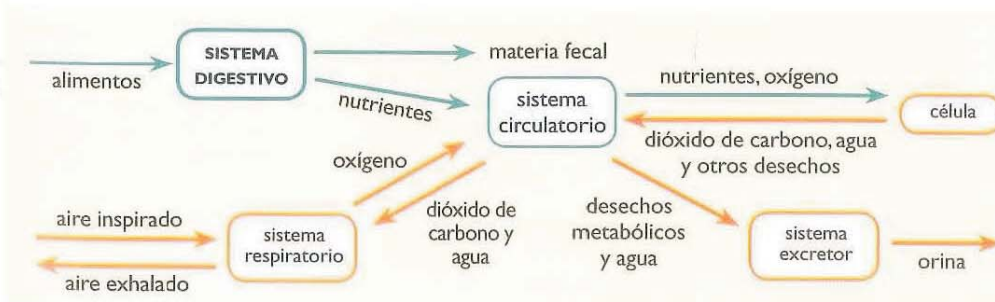 alimentos
SISTEMA
DIGESTIVO
materia fecal
nutrientes
sistema
circulatorio
nutrientes, oxígeno
célula
dióxido de carbono, agua
y otros desechos
oxígeno
dióxido de
carbono y
agua
desechos
metabólicos
y agua
aire inspirado
aire exhalado
sistema
respiratorio
sistema
excretor
orina